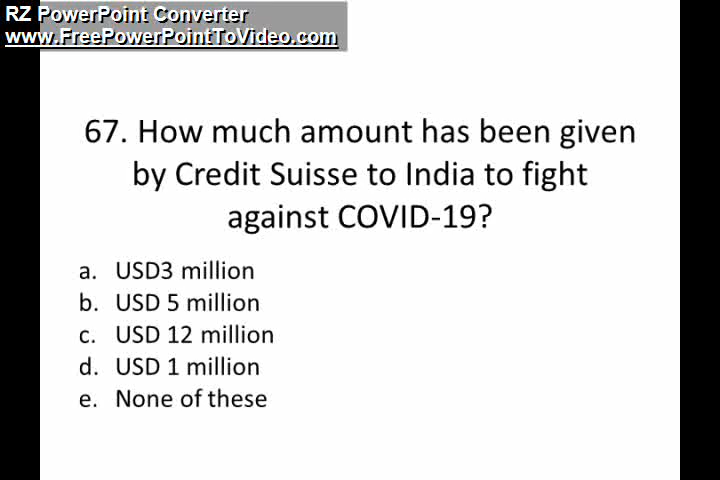 RZ PowerPoint Converter
www.FreePowerPointToVideo.com
67. How much amount has been given
by Credit Suisse to India to fight
against COVID-19?
a. USD3 million
b. USD 5 million
c. USD 12 million
d. USD 1 million
e. None of these